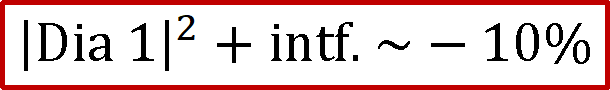 |Dia 1|² + intf. ~ − 10%